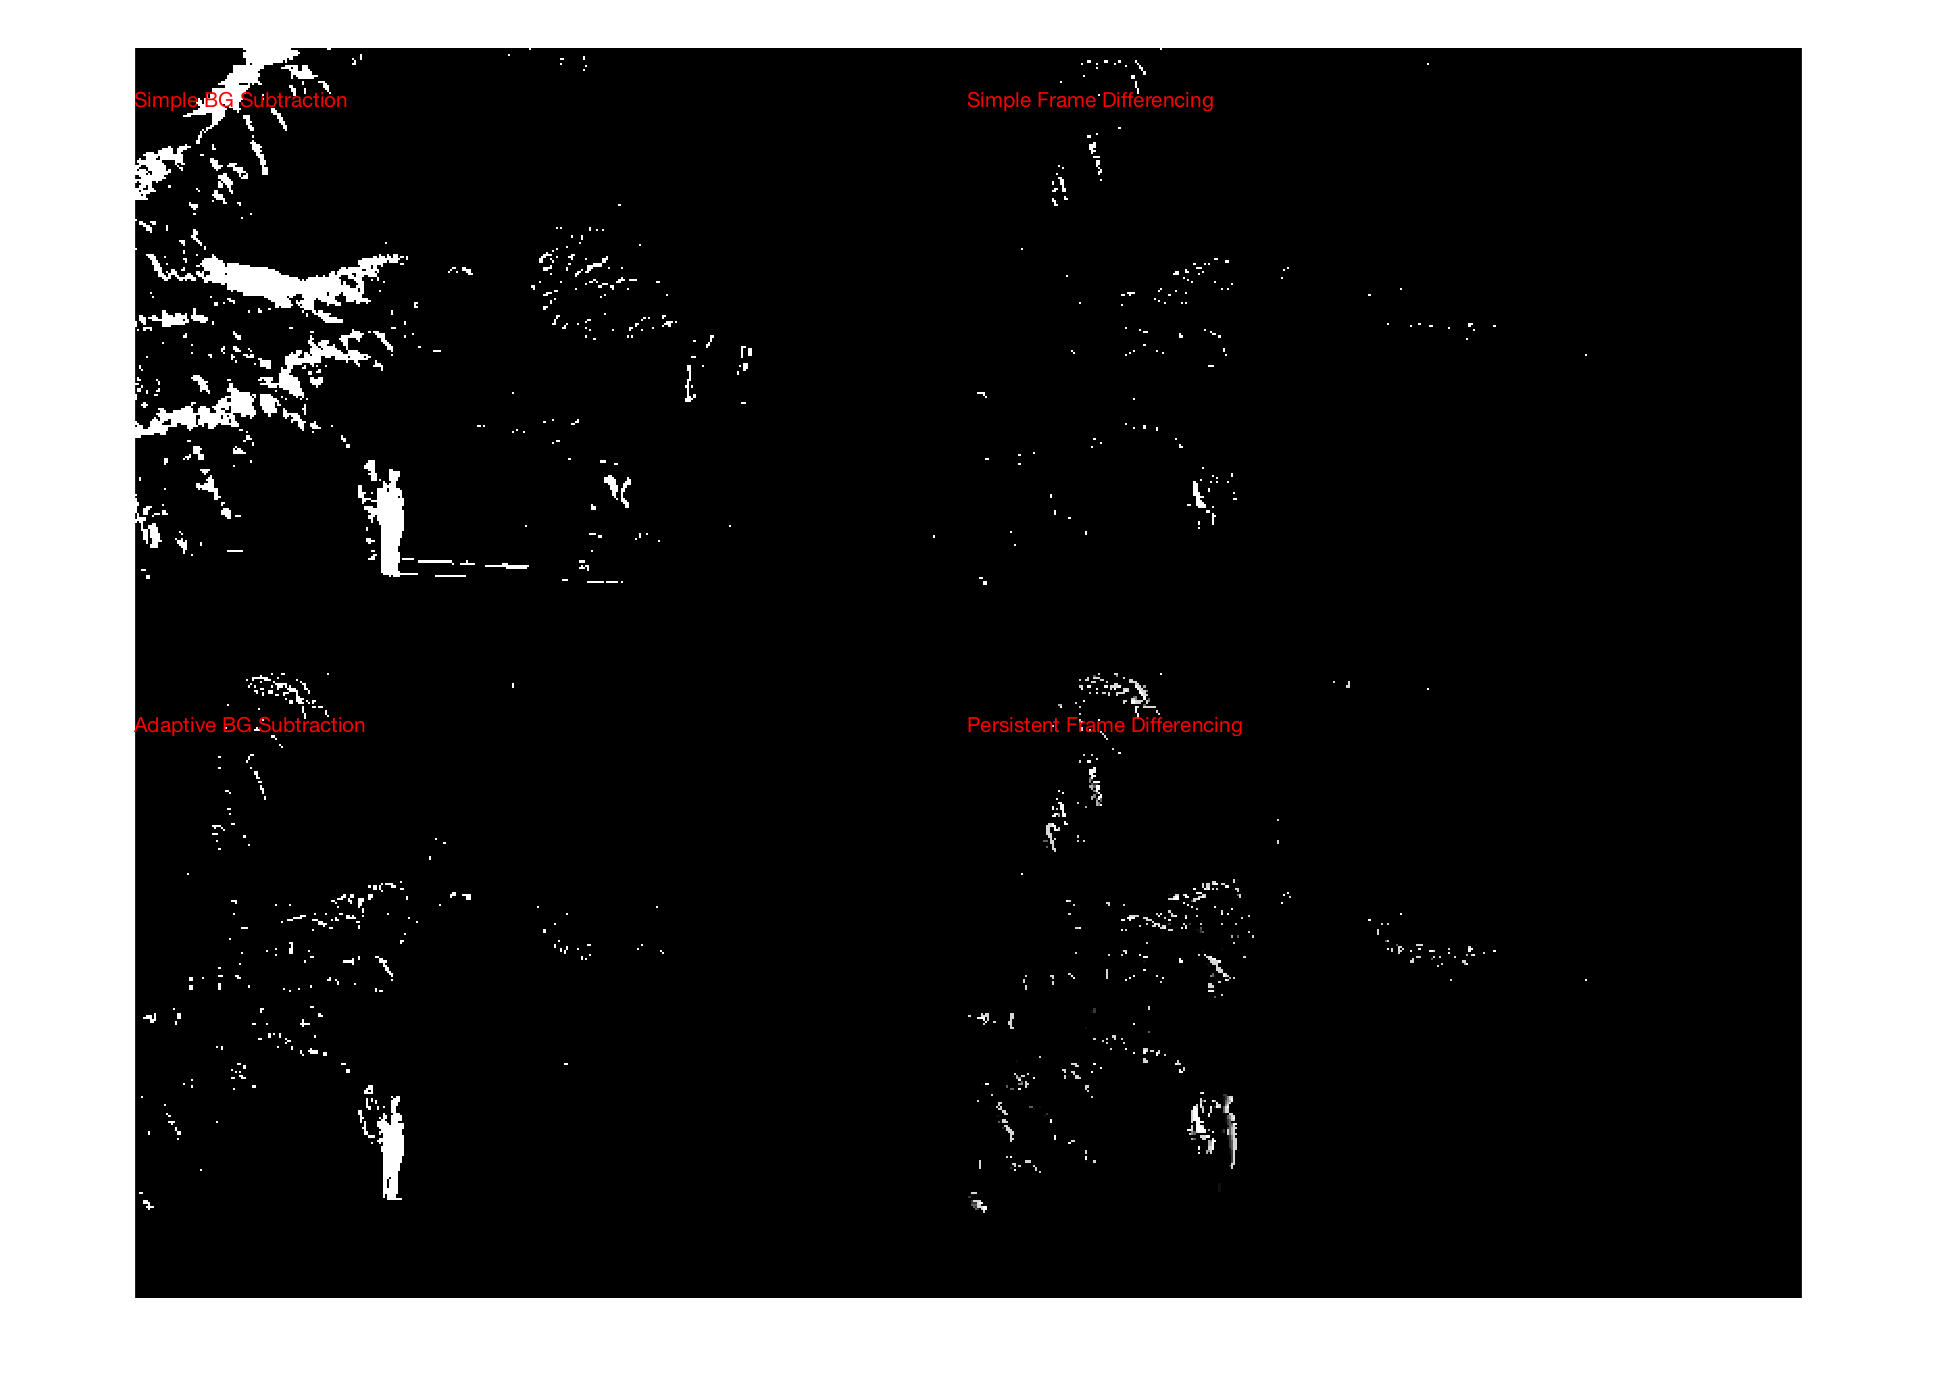 Simple BG Subtraction
Simple Frame Differencing
Adaptive BG Subtraction
Persistent Frame Differencing